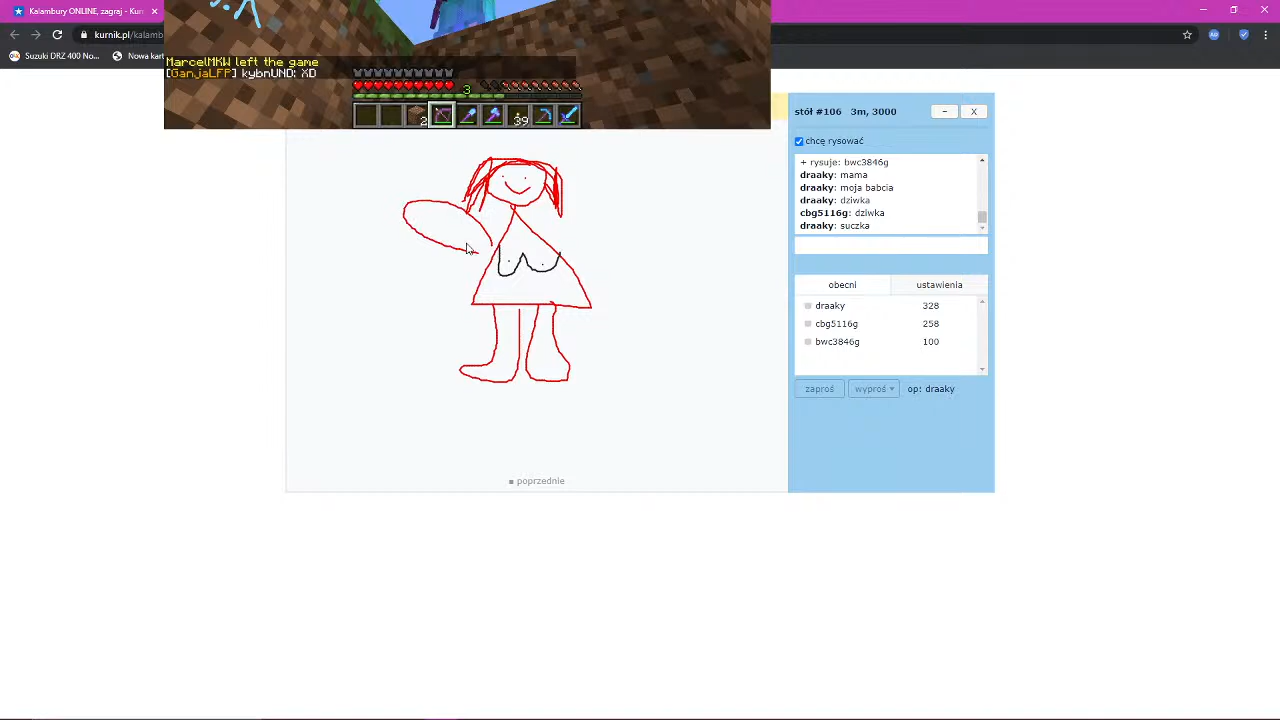 Kalambury ONLINE, zagraj - Kurn
kurnik.pl/kalamb
Suzuki DRZ 400 No...
Nowa kart
MarcelMKW left the game
[GanjaLFP] kybnUND: XD
3
2
39
stół #106 3m, 3000
–
X
chcę rysować
+ rysuje: bwc3846g
draaky: mama
draaky: moja babcia
draaky: dziwka
cbg5116g: dziwka
draaky: suczka
obecni
ustawienia
draaky 328
cbg5116g 258
bwc3846g 100
zaproś
wyproś
op: draaky
poprzednie